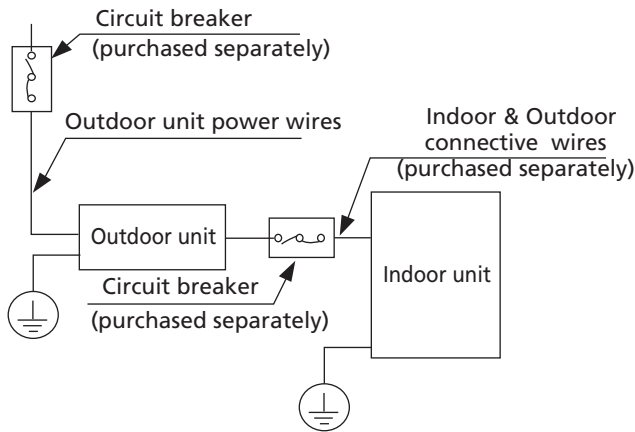 Circuit breaker
(purchased separately)
Outdoor unit power wires
Indoor & Outdoor
connective wires
(purchased separately)
Outdoor unit
Circuit breaker
(purchased separately)
Indoor unit